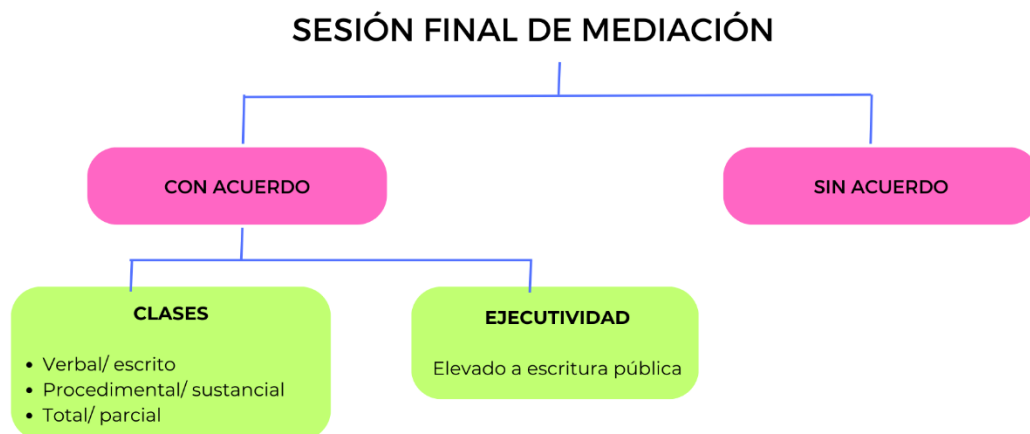 SESIÓN FINAL DE MEDIACIÓN
CON ACUERDO
SIN ACUERDO
CLASES
• Verbal/ escrito
• Procedimental/ sustancial
• Total/ parcial
EJECUTIVIDAD
Elevado a escritura pública